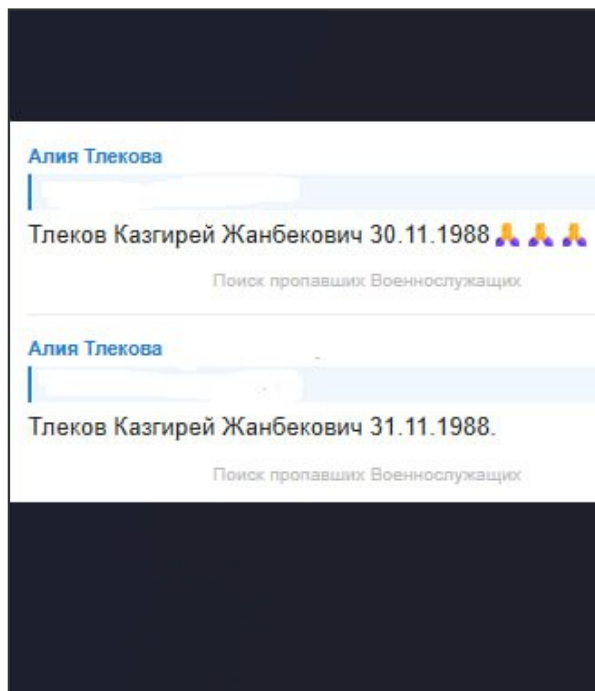 Алия Тлекова
Тлеков Казгирей Жанбекович 30.11.1988🙏🙏🙏
Поиск пропавших Военнослужащих
Алия Тлекова
Тлеков Казгирей Жанбекович 31.11.1988.
Поиск пропавших Военнослужащих